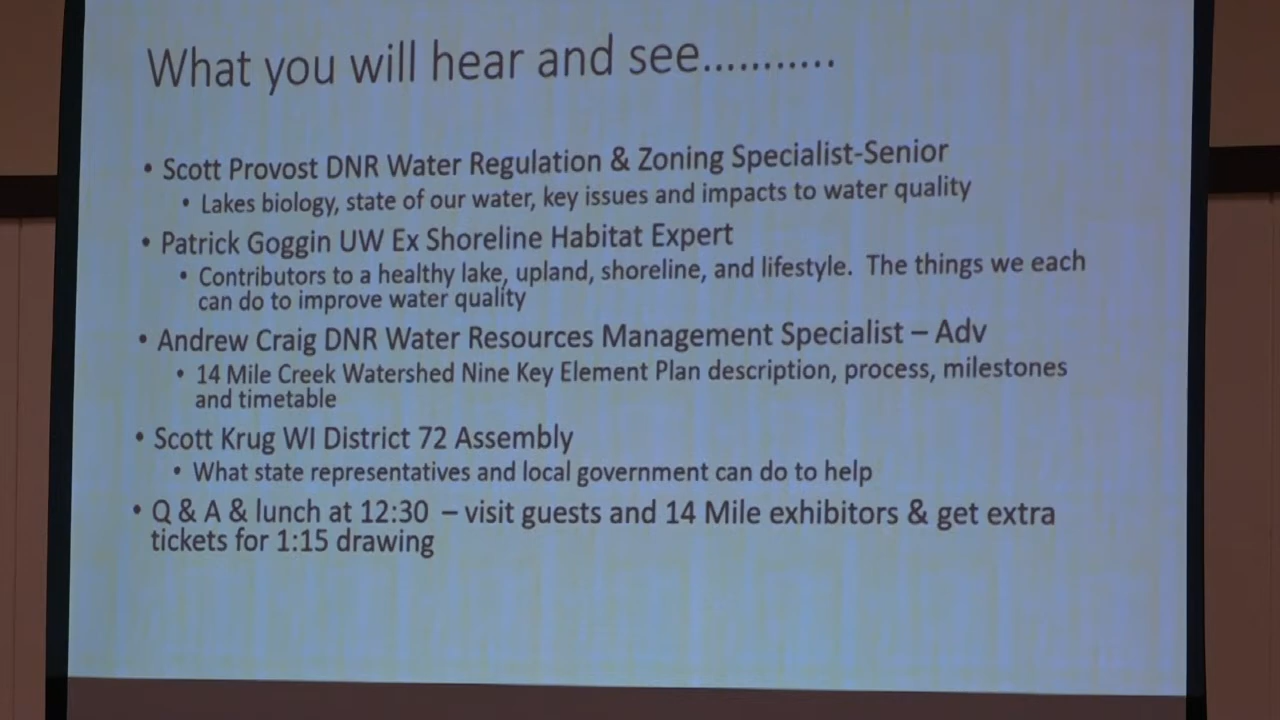 What you will hear and see...........
• Scott Provost DNR Water Regulation & Zoning Specialist-Senior
• Lakes biology, state of our water, key issues and impacts to water quality
• Patrick Goggin UW Ex Shoreline Habitat Expert
• Contributors to a healthy lake, upland, shoreline, and lifestyle. The things we each
can do to improve water quality
• Andrew Craig DNR Water Resources Management Specialist – Adv
• 14 Mile Creek Watershed Nine Key Element Plan description, process, milestones
and timetable
• Scott Krug WI District 72 Assembly
• What state representatives and local government can do to help
• Q & A & lunch at 12:30 – visit guests and 14 Mile exhibitors & get extra
tickets for 1:15 drawing